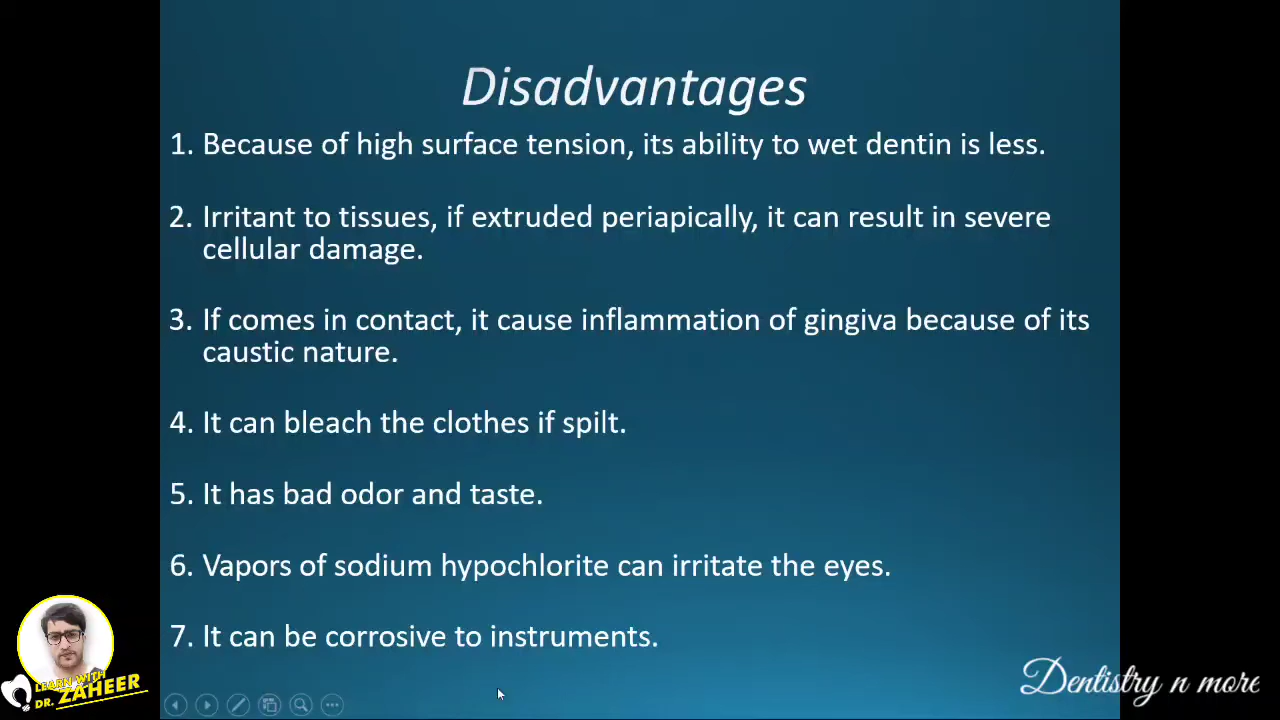 Disadvantages
1. Because of high surface tension, its ability to wet dentin is less.
2. Irritant to tissues, if extruded periapically, it can result in severe
cellular damage.
3. If comes in contact, it cause inflammation of gingiva because of its
caustic nature.
4. It can bleach the clothes if spilt.
5. It has bad odor and taste.
6. Vapors of sodium hypochlorite can irritate the eyes.
7. It can be corrosive to instruments.
LEARN WITH
DR. ZAHEER
Dentistry n more